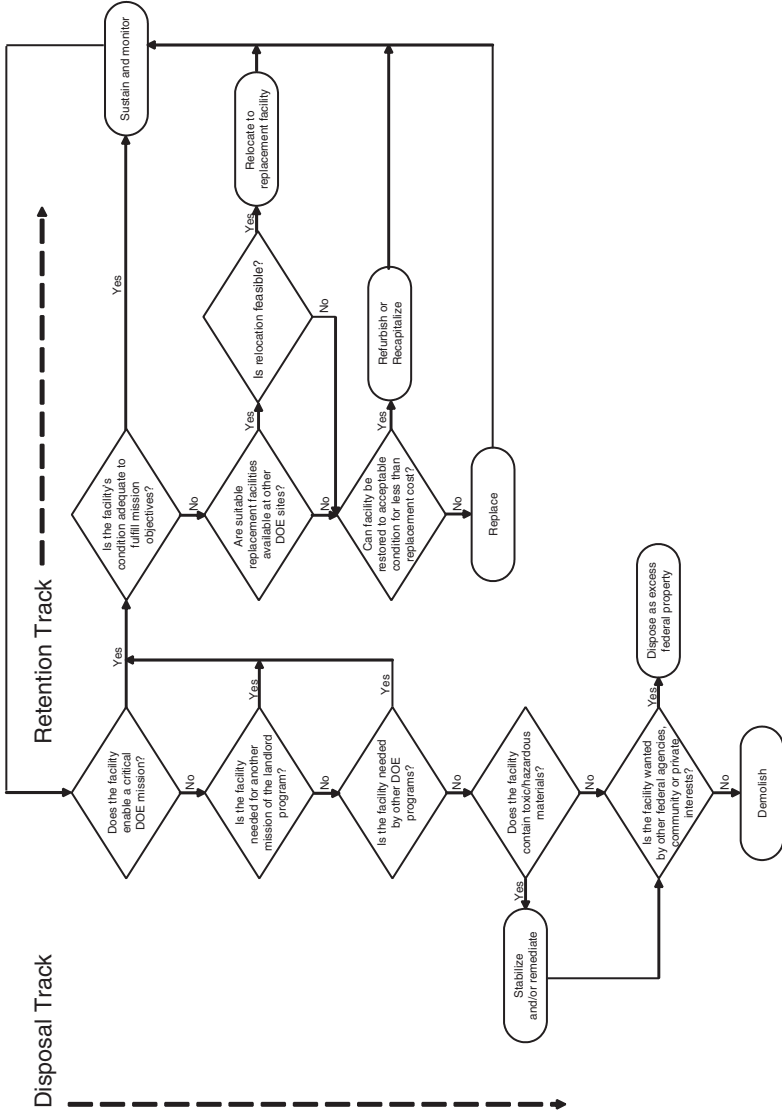 Disposal Track
Retention Track
Does the facility
enable a critical
DOE mission?
Yes
No
Is the facility's
condition adequate to
fulfill mission
objectives?
Yes
No
Sustain and monitor
Is the facility
needed for another
mission of the landlord
program?
Yes
No
Are suitable
replacement facilities
available at other
DOE sites?
Yes
No
Is relocation feasible?
Yes
No
Relocate to
replacement facility
Is the facility needed
by other DOE
programs?
Yes
No
Can facility be
restored to acceptable
condition for less than
replacement cost?
Yes
No
Refurbish or
Recapitalize
Replace
Does the facility
contain toxic/hazardous
materials?
Yes
No
Stabilize
and/or remediate
Is the facility wanted
by other federal agencies,
community or private
interests?
Yes
No
Dispose as excess
federal property
Demolish